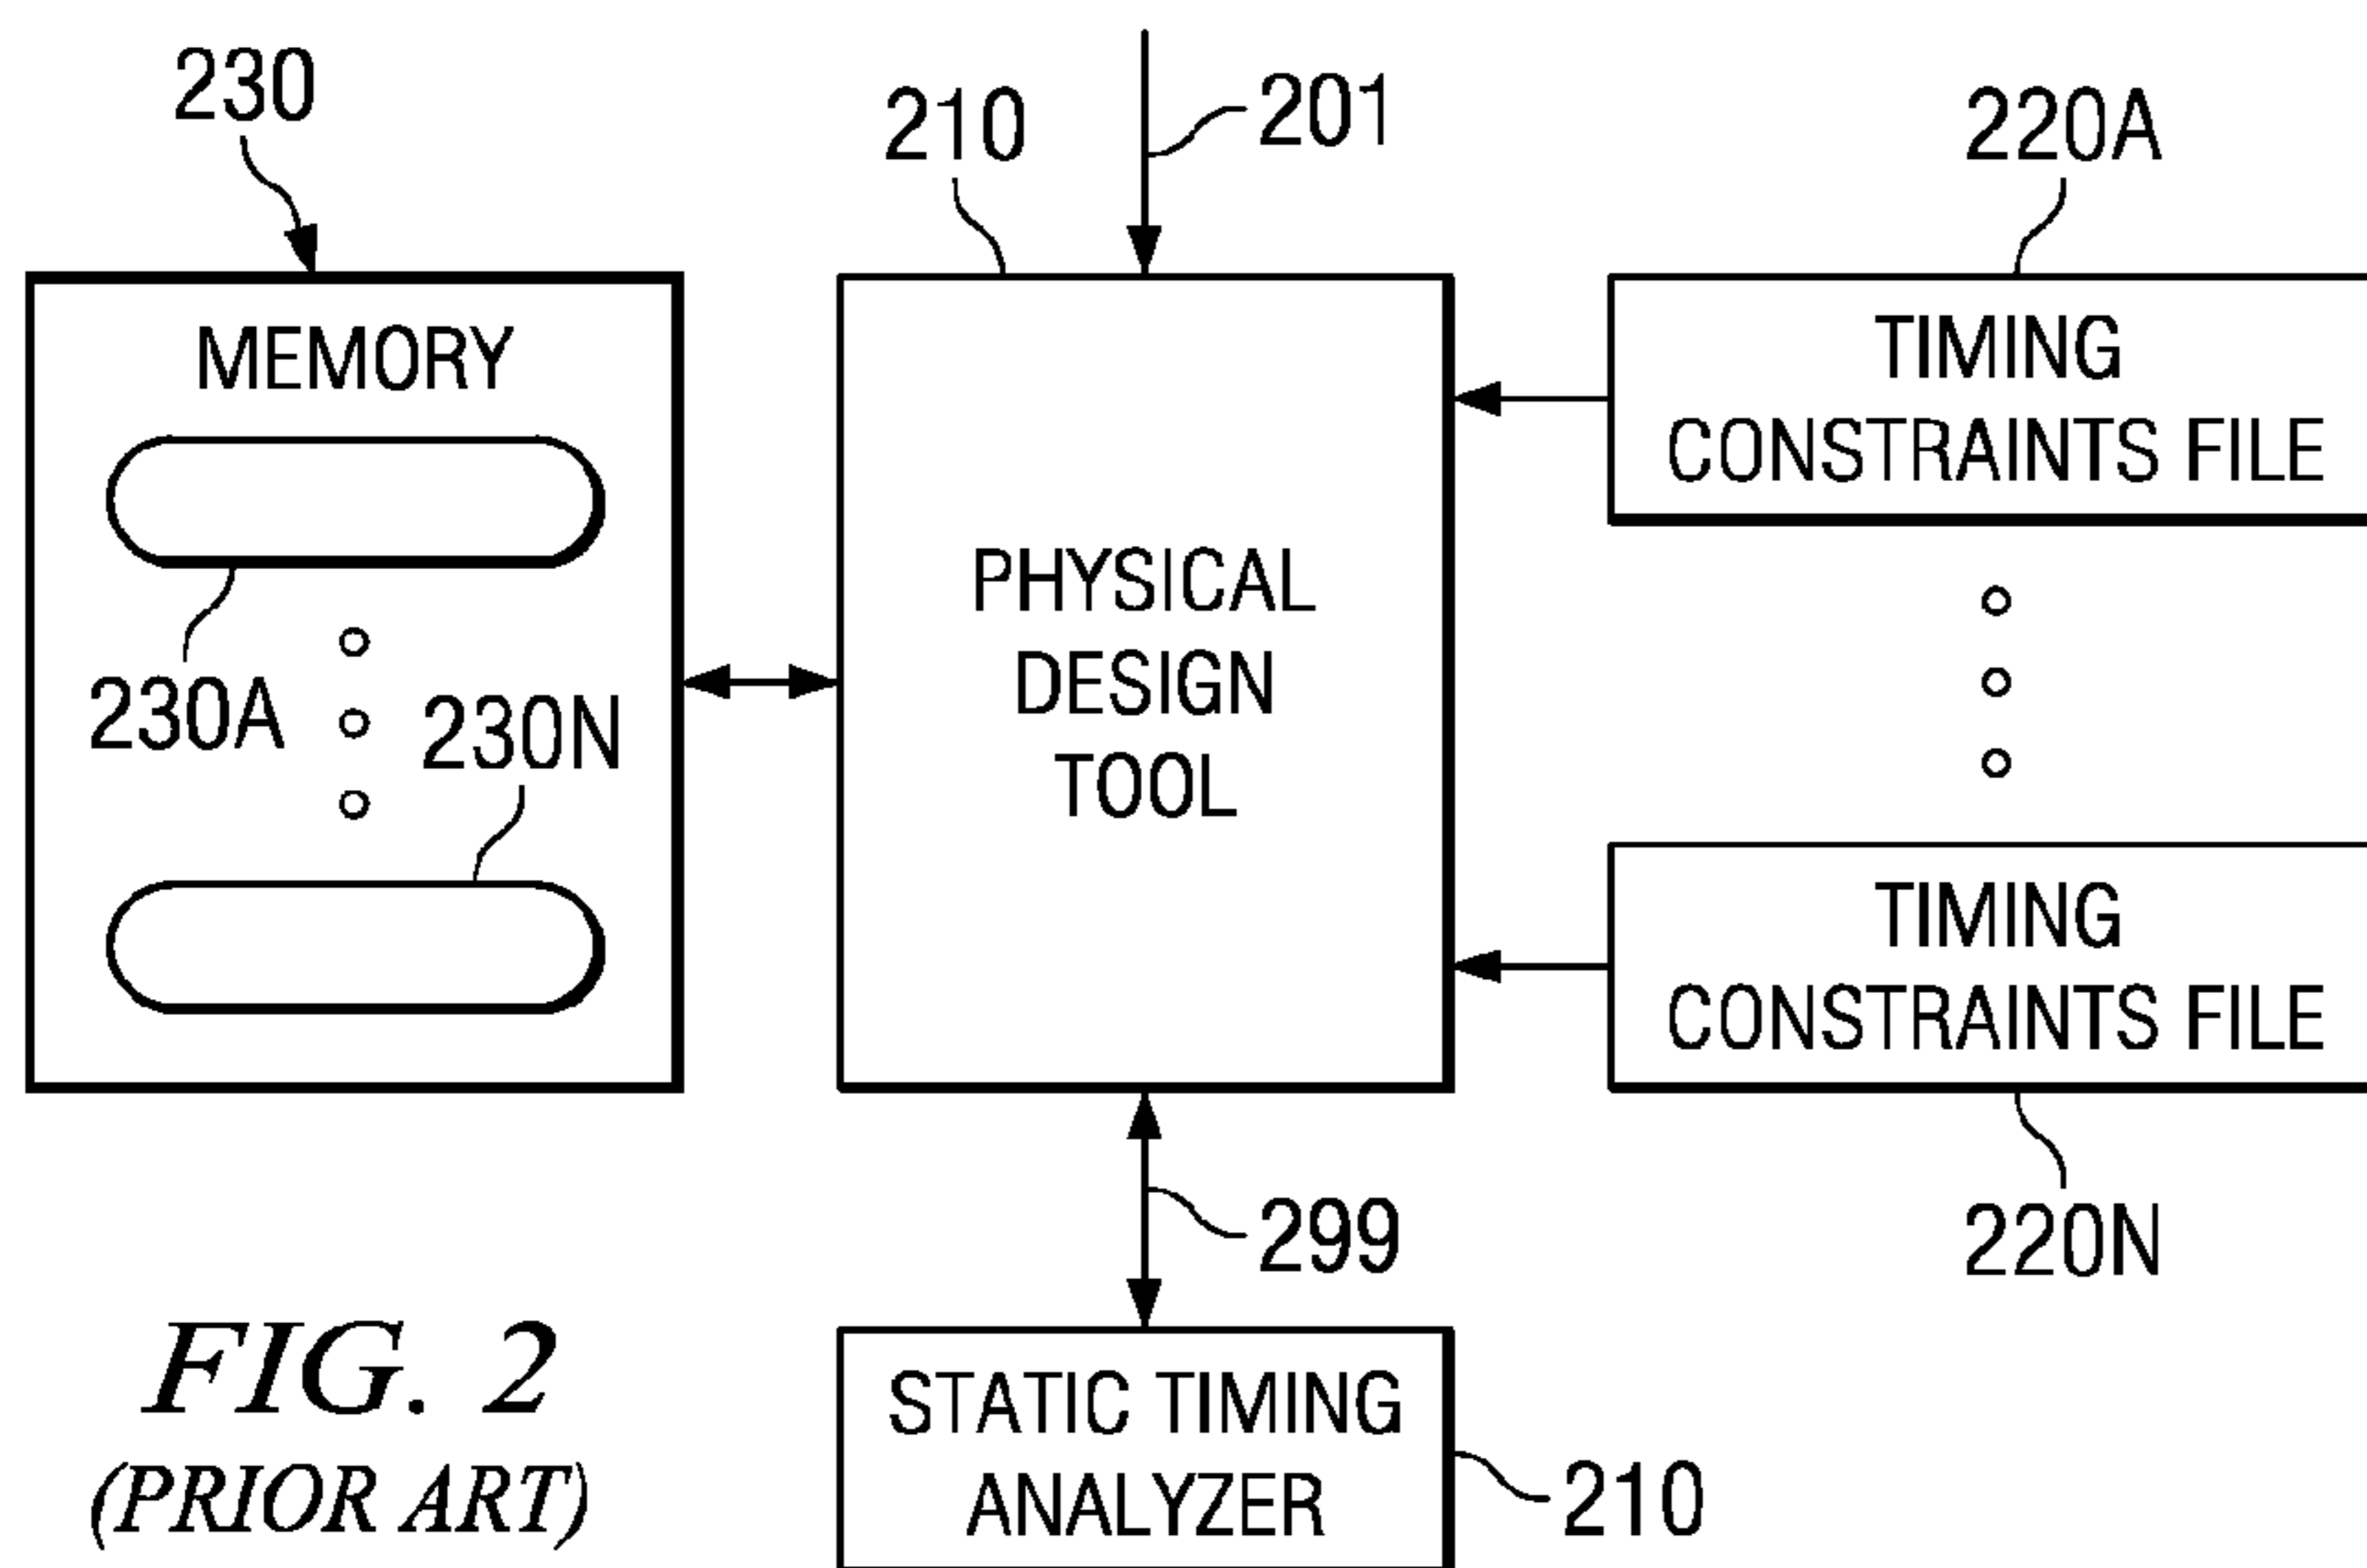 230
210
201
220A
MEMORY
230A
230N
PHYSICAL
DESIGN
TOOL
TIMING
CONSTRAINTS FILE
TIMING
CONSTRAINTS FILE
220N
299
STATIC TIMING
ANALYZER
210
FIG. 2
(PRIOR ART)